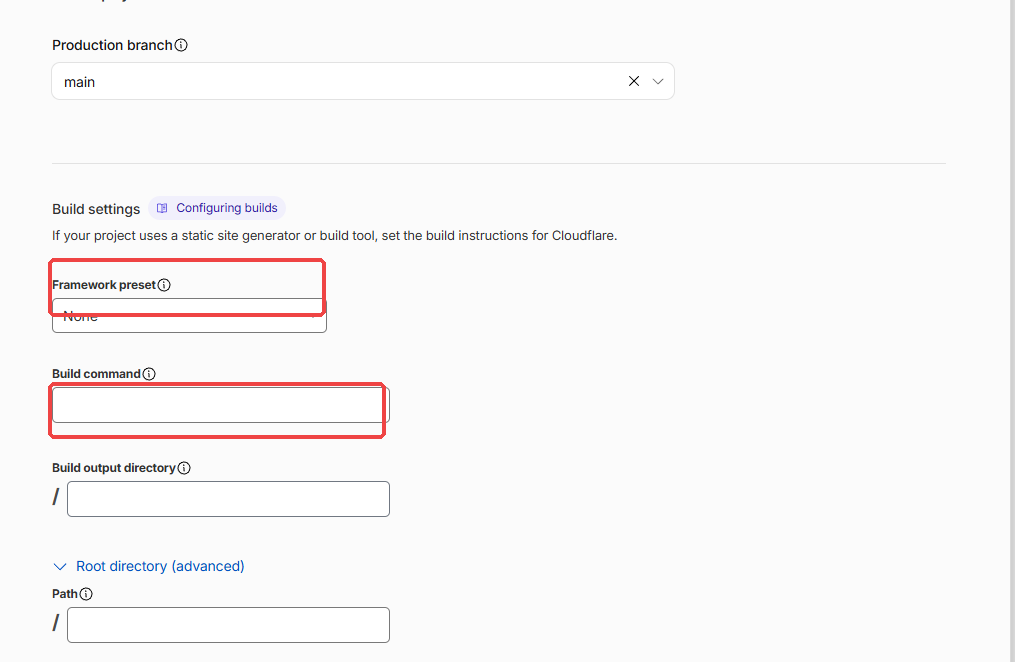 Production branch
main
Build settings
Configuring builds
If your project uses a static site generator or build tool, set the build instructions for Cloudflare.
Framework preset
None
Build command
Build output directory
/
Root directory (advanced)
Path
/